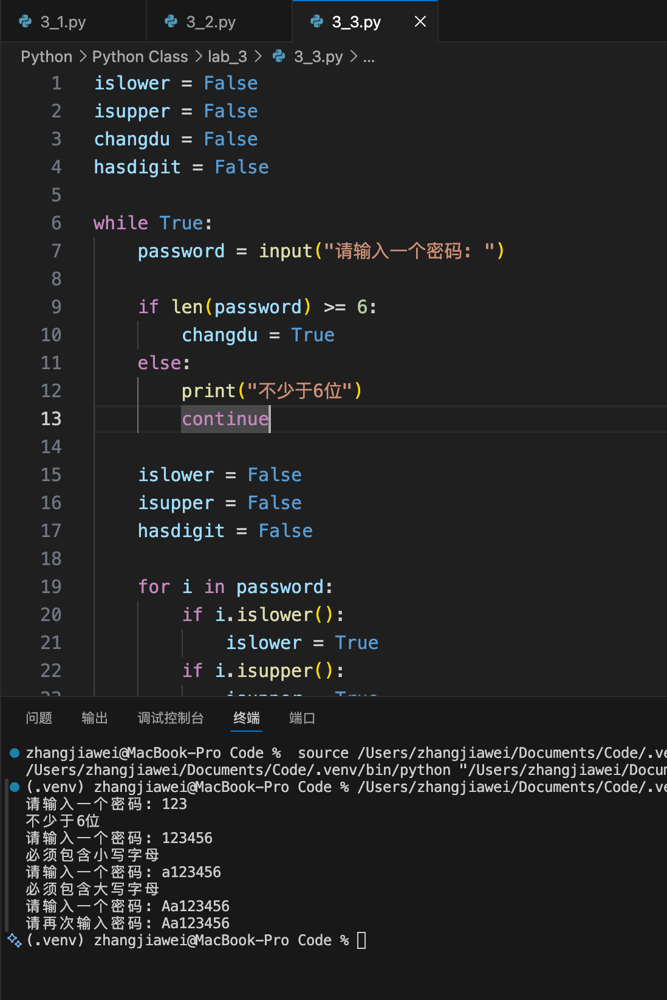 3_1.py 3_2.py 3_3.py
Python > Python Class > lab_3 > 3_3.py > ...
1 islower = False
2 isupper = False
3 changdu = False
4 hasdigit = False
5
6 while True:
7 password = input("请输入一个密码: ")
8
9 if len(password) >= 6:
10 changdu = True
11 else:
12 print("不少于6位")
13 continue
14
15 islower = False
16 isupper = False
17 hasdigit = False
18
19 for i in password:
20 if i.islower():
21 islower = True
22 if i.isupper():
23 isupper = True
问题 输出 调试控制台 终端 端口
zhangjiawei@MacBook-Pro Code % source /Users/zhangjiawei/Documents/Code/.ve
/Users/zhangjiawei/Documents/Code/.venv/bin/python "/Users/zhangjiawei/Docum
(.venv) zhangjiawei@MacBook-Pro Code % /Users/zhangjiawei/Documents/Code/.ve
请输入一个密码: 123
不少于6位
请输入一个密码: 123456
必须包含小写字母
请输入一个密码: a123456
必须包含大写字母
请输入一个密码: Aa123456
请再次输入密码: Aa123456
(.venv) zhangjiawei@MacBook-Pro Code %